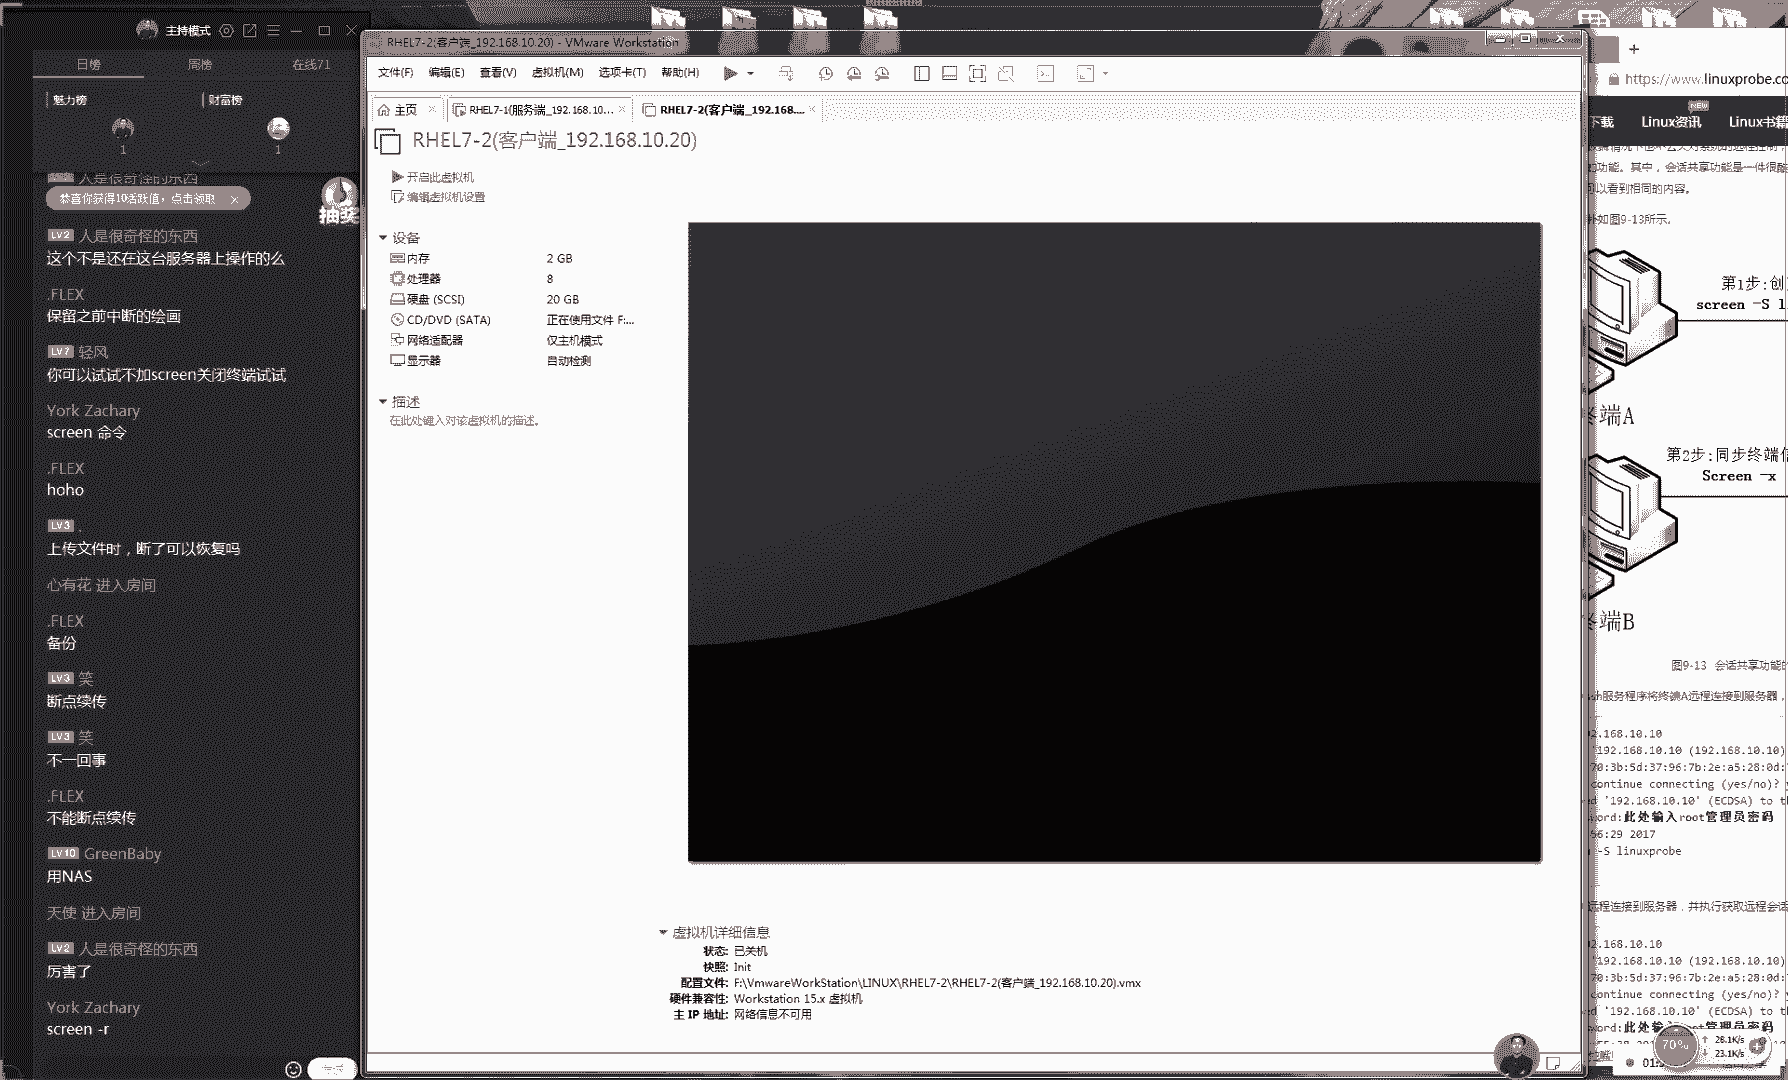 主持模式
日榜 周榜 在线71
魅力榜 财富榜
1 1
人是很奇怪的东西
恭喜你获得10活跃值，点击领取
抽奖
LV2 人是很奇怪的东西
这个不是还在这台服务器上操作的么
.FLEX
保留之前中断的绘画
LV7 轻风
你可以试试不加screen关闭终端试试
York Zachary
screen 命令
.FLEX
hoho
LV3 .
上传文件时，断了可以恢复吗
心有花 进入房间
.FLEX
备份
LV3 笑
断点续传
LV3 笑
不一回事
.FLEX
不能断点续传
LV10 GreenBaby
用NAS
天使 进入房间
LV2 人是很奇怪的东西
厉害了
York Zachary
screen -r
RHEL7-2(客户端_192.168.10.20) - VMware Workstation
文件(F) 编辑(E) 查看(V) 虚拟机(M) 选项卡(T) 帮助(H)
主页 RHEL7-1(服务端_192.168.10... RHEL7-2(客户端_192.168....
RHEL7-2(客户端_192.168.10.20)
开启此虚拟机
编辑虚拟机设置
设备
内存 2 GB
处理器 8
硬盘 (SCSI) 20 GB
CD/DVD (SATA) 正在使用文件 F:...
网络适配器 仅主机模式
显示器 自动检测
描述
在此处键入对该虚拟机的描述。
虚拟机详细信息
状态: 已关机
快照: Init
配置文件: F:\VmwareWorkStation\LINUX\RHEL7-2\RHEL7-2(客户端_192.168.10.20).vmx
硬件兼容性: Workstation 15.x 虚拟机
主 IP 地址: 网络信息不可用
https://www.linuxprobe
NEW
下载 Linux资讯 Linux书籍
功能。其中，会话共享功能是一件很酷
可以看到相同的内容。
如图9-13所示。
第1步:创
screen -S l
终端A
第2步:同步终端信
Screen -x
终端B
图9-13 会话共享功能的
服务程序将终端A远程连接到服务器，
2.168.10.10
'192.168.10.10 (192.168.10.10)
70:3b:5d:37:96:7b:2e:a5:28:0d:
continue connecting (yes/no)? y
ed '192.168.10.10' (ECDSA) to th
word:此处输入root管理员密码
56:29 2017
-S linuxprobe
远程连接到服务器，并执行获取远程会话
2.168.10.10
'192.168.10.10 (192.168.10.10)
70:3b:5d:37:96:7b:2e:a5:28:0d:
continue connecting (yes/no)? y
ed '192.168.10.10' (ECDSA) to th
70%
28.1K/s
23.1K/s